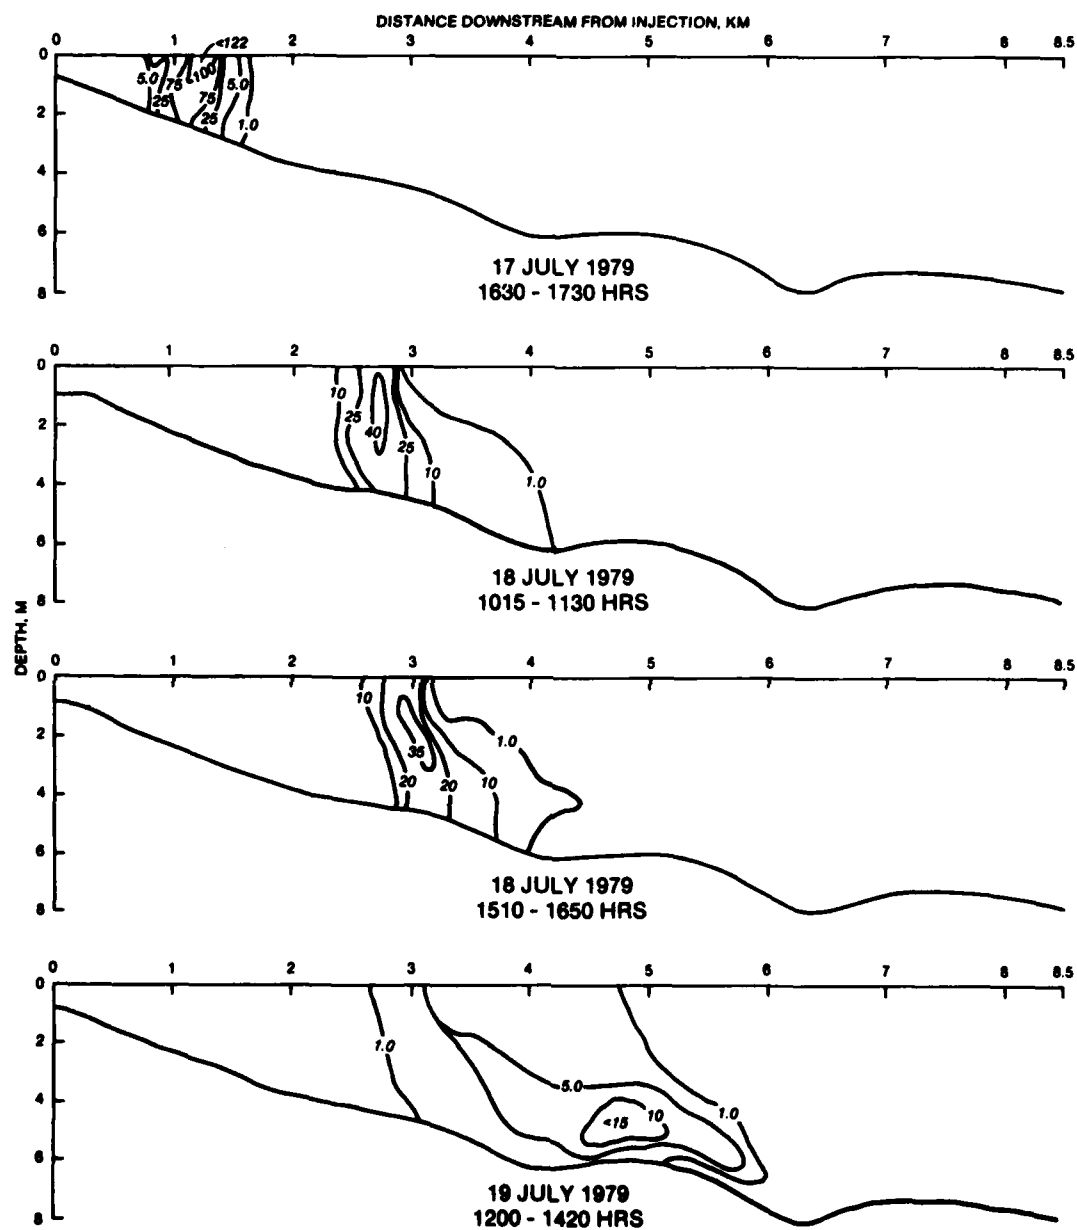 DISTANCE DOWNSTREAM FROM INJECTION, KM
0 1 2 3 4 5 6 7 8 8.5
<122
0
5.0 75 <100 5.0
25 75
2
25 1.0
4
6
17 JULY 1979
8
1630 - 1730 HRS
0 1 2 3 4 5 6 7 8 8.5
0
10
25
2
40 25
10
4
1.0
6
18 JULY 1979
8
1015 - 1130 HRS
DEPTH, M
0 1 2 3 4 5 6 7 8 8.5
0
10
2
35 1.0
20 20 10
4
6
18 JULY 1979
8
1510 - 1650 HRS
0 1 2 3 4 5 6 7 8 8.5
0
2
1.0
5.0
4
<15 10 1.0
6
19 JULY 1979
8
1200 - 1420 HRS